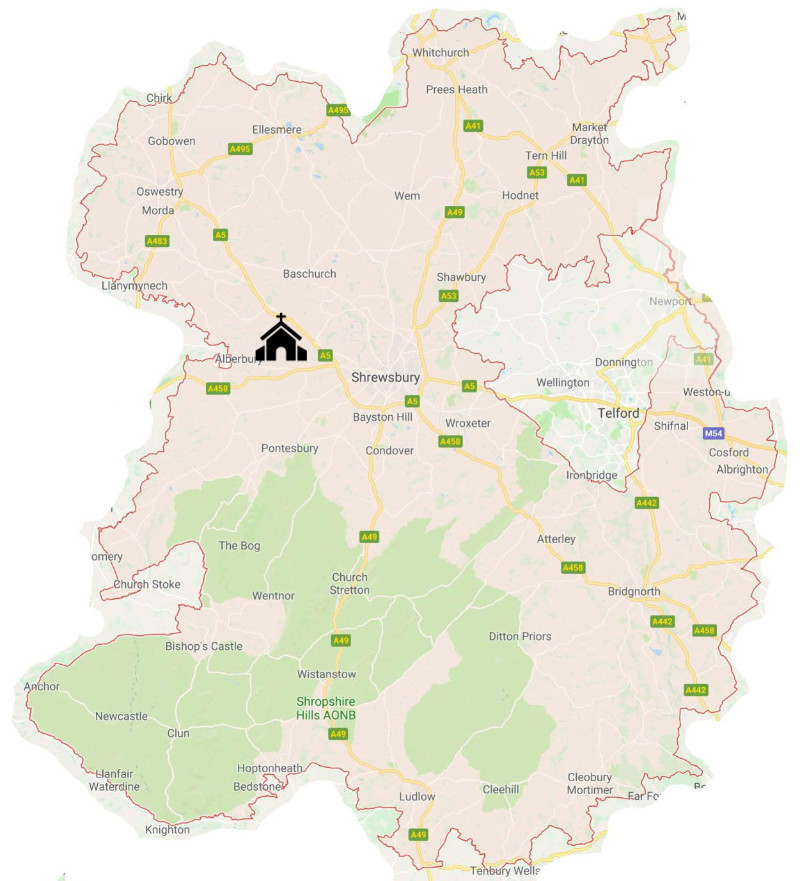 M
Whitchurch
Prees Heath
Chirk
A495
Ellesmere
A41
Market
Drayton
Gobowen
A495
Tern Hill
A53
A41
Oswestry
Wem
Hodnet
Morda
A49
A5
A483
Baschurch
Shawbury
Llanymynech
A53
Newport
Alberbury
A5
Donnington
A41
Shrewsbury
Wellington
A458
A5
Weston-u
A5
Telford
Bayston Hill
Wroxeter
Shifnal
M54
A458
Pontesbury
Condover
Cosford
Albrighton
Ironbridge
A442
A49
Atterley
The Bog
omery
A458
Church Stoke
Church
Stretton
Wentnor
Bridgnorth
A442
A458
Ditton Priors
Bishop's Castle
A49
Wistanstow
Anchor
A442
Shropshire
Hills AONB
Newcastle
Clun
A49
Hoptonheath
Llanfair
Waterdine
Bedstone
Cleobury
Mortimer
Cleehill
Ludlow
Far Fo
Be
Knighton
A49
Tenbury Wells